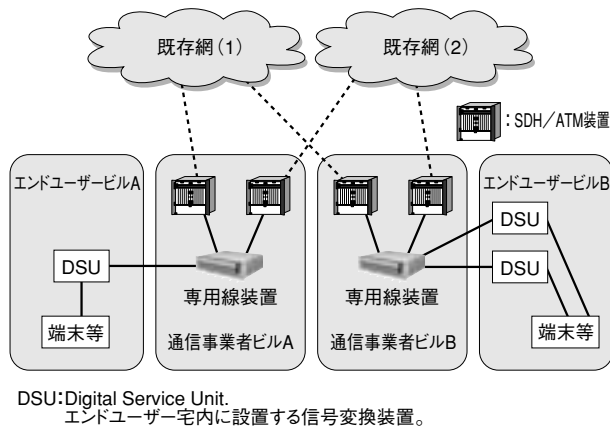 既存網(1)
既存網(2)
:SDH/ATM装置
エンドユーザービルA
エンドユーザービルB
DSU
DSU
DSU
専用線装置
専用線装置
端末等
通信事業者ビルA
通信事業者ビルB
端末等
DSU:Digital Service Unit.
エンドユーザー宅内に設置する信号変換装置。